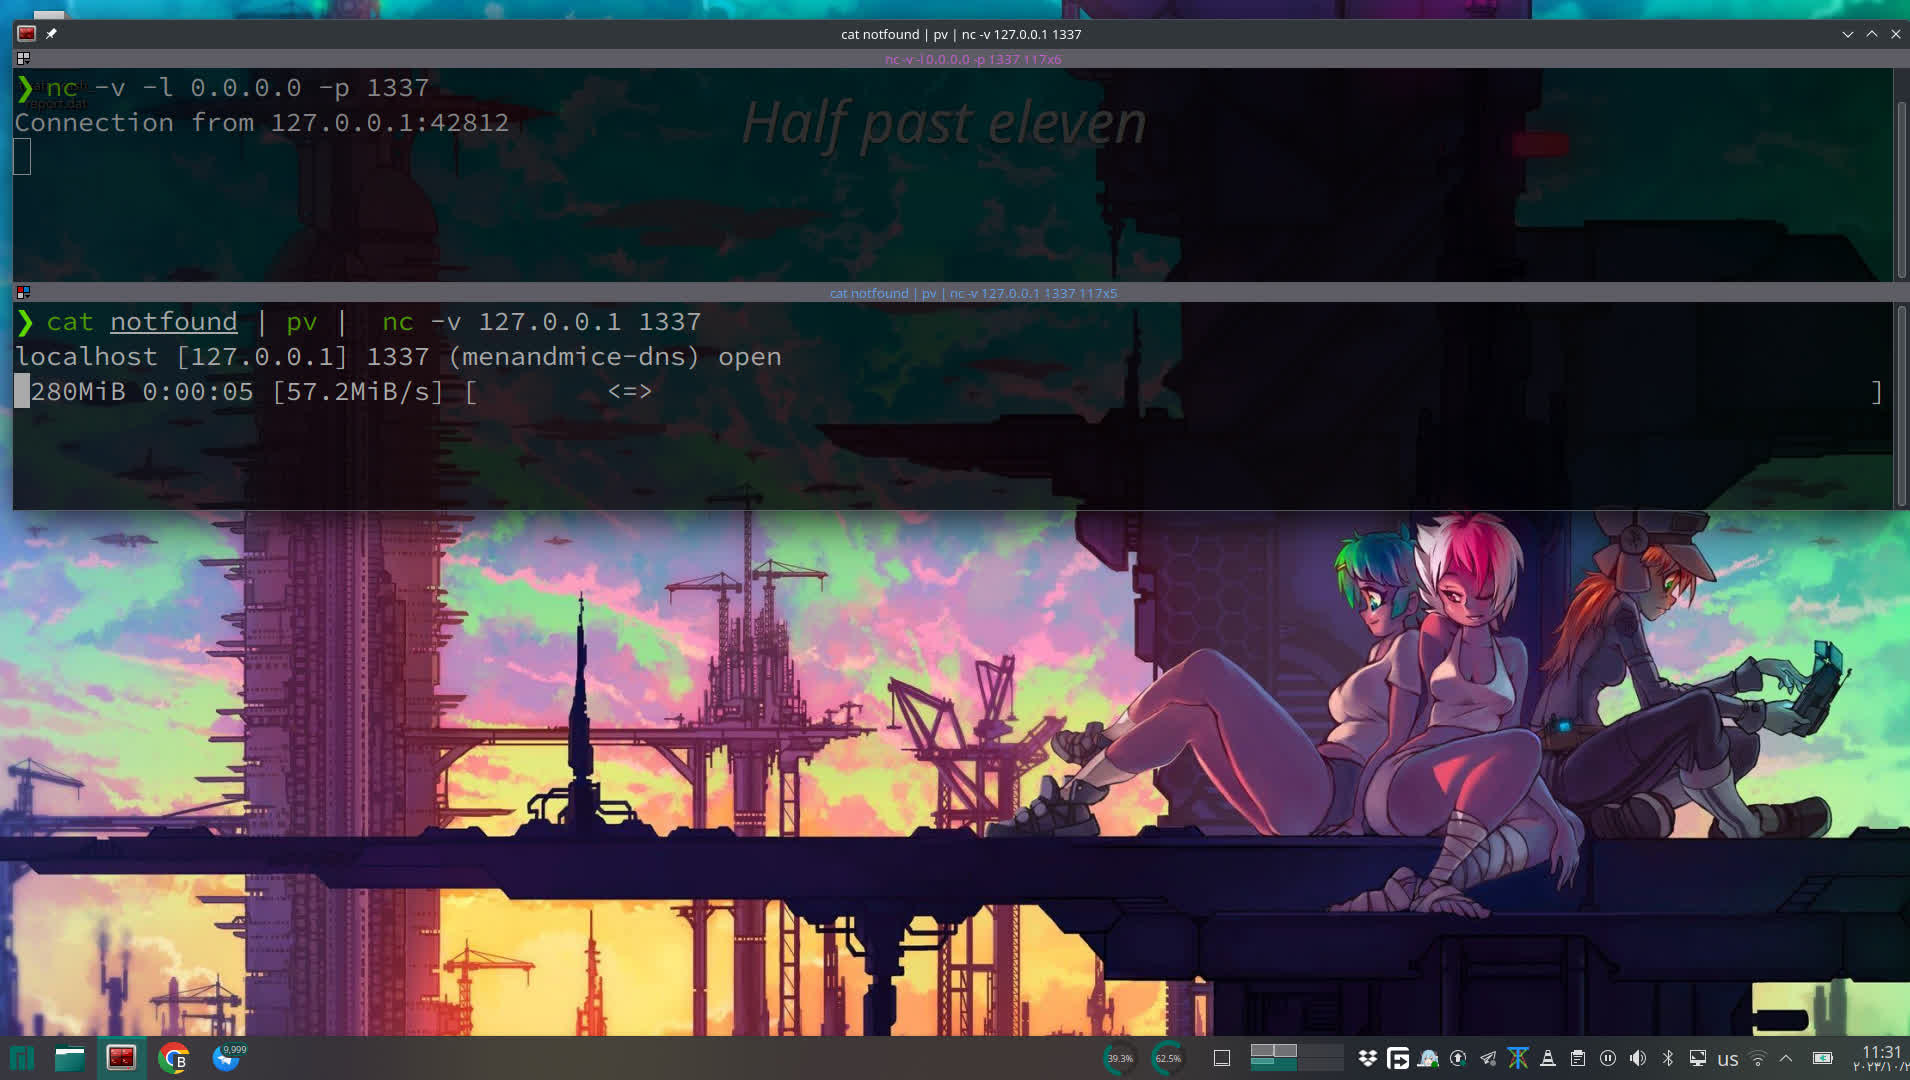 cat notfound | pv | nc -v 127.0.0.1 1337
nc -v -l 0.0.0.0 -p 1337 117x6
❯ nc -v -l 0.0.0.0 -p 1337
report.dat
Connection from 127.0.0.1:42812
Half past eleven
cat notfound | pv | nc -v 127.0.0.1 1337 117x5
❯ cat notfound | pv | nc -v 127.0.0.1 1337
localhost [127.0.0.1] 1337 (menandmice-dns) open
280MiB 0:00:05 [57.2MiB/s] [ <=> ]
B
9,999
39.3%
62.5%
us
11:31